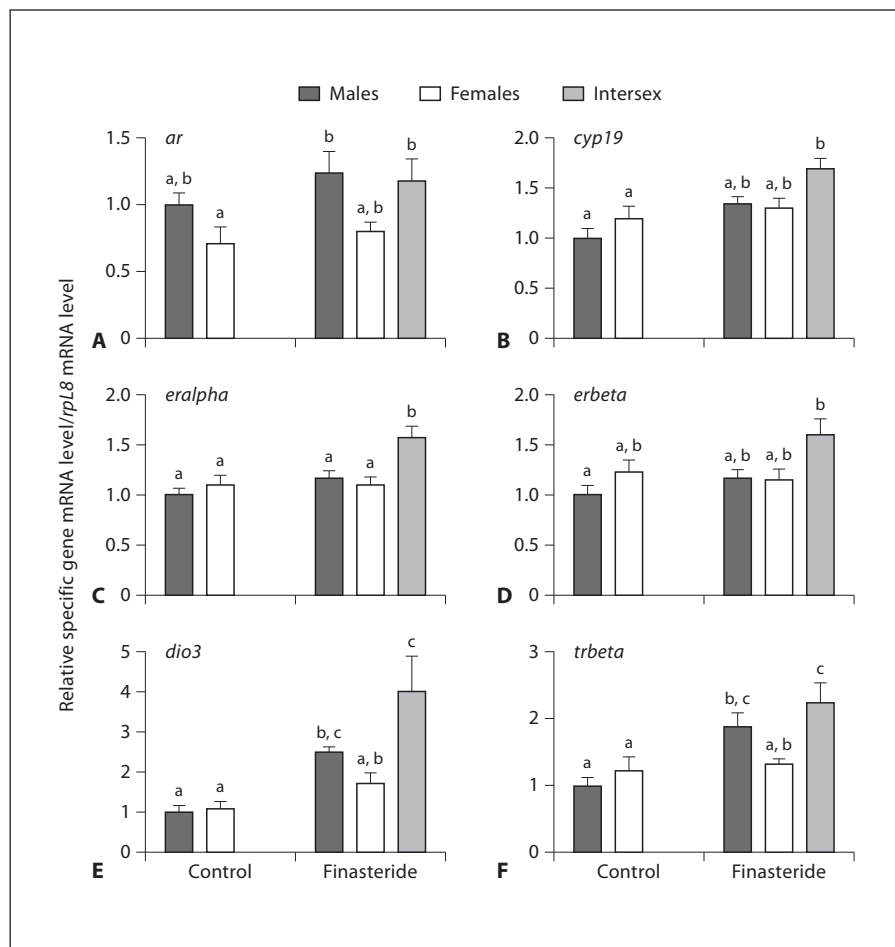 Relative specific gene mRNA level/rpL8 mRNA level
Males Females Intersex
ar
1.5
1.0
0.5
0
a, b
a
b
a, b
b
A
cyp19
2.0
1.5
1.0
0.5
0
a
a
a, b
a, b
b
B
eralpha
2.0
1.5
1.0
0.5
0
a
a
a
a
b
C
erbeta
2.0
1.5
1.0
0.5
0
a
a, b
a, b
a, b
b
D
dio3
5
4
3
2
1
0
a
a
b, c
a, b
c
E
Control Finasteride
trbeta
3
2
1
0
a
a
b, c
a, b
c
F
Control Finasteride